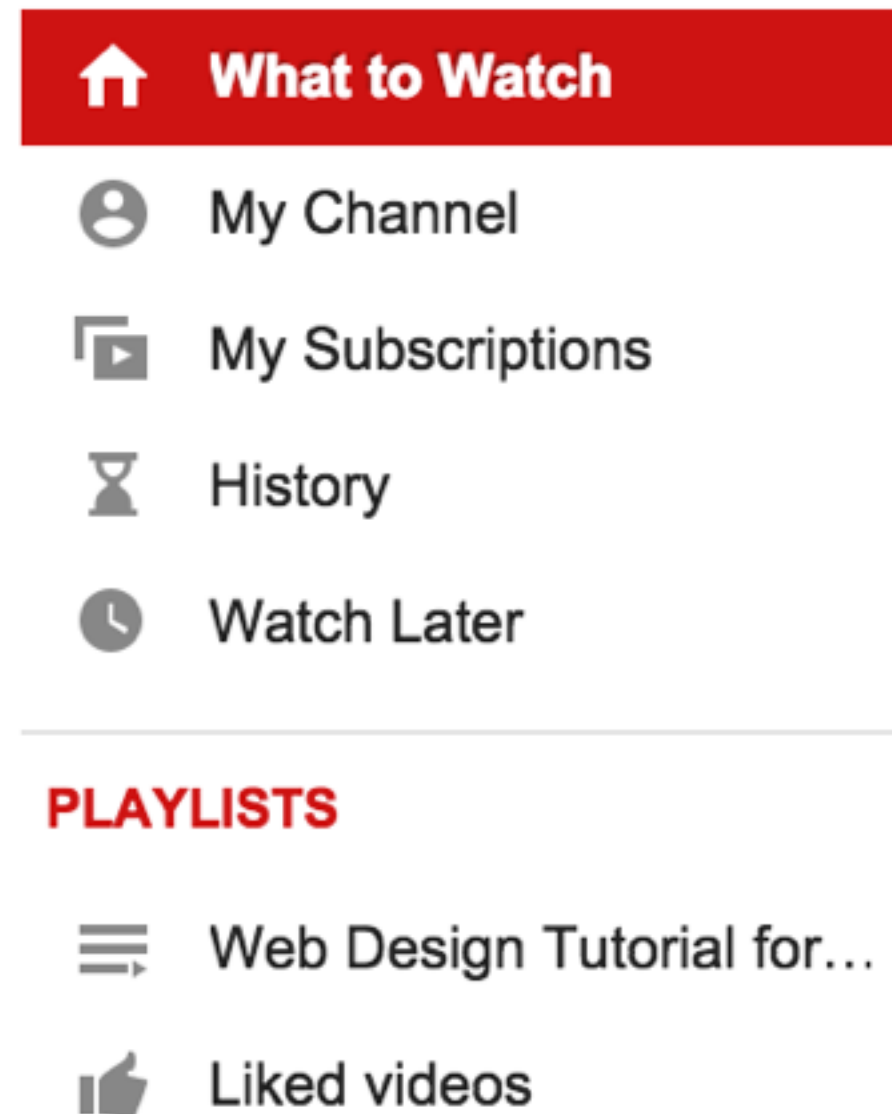 What to Watch
My Channel
My Subscriptions
History
Watch Later
PLAYLISTS
Web Design Tutorial for...
Liked videos